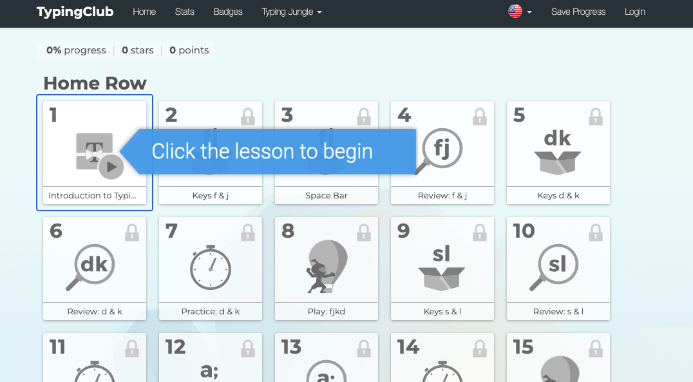 TypingClub Home Stats Badges Typing Jungle Save Progress Login
0% progress | 0 stars | 0 points
Home Row
1 2 3 4 5
T fj dk
Click the lesson to begin
Introduction to Typi... Keys f & j Space Bar Review: f & j Keys d & k
6 7 8 9 10
dk sl sl
Review: d & k Practice: d & k Play: fjkd Keys s & l Review: s & l
11 12 13 14 15
a; a;